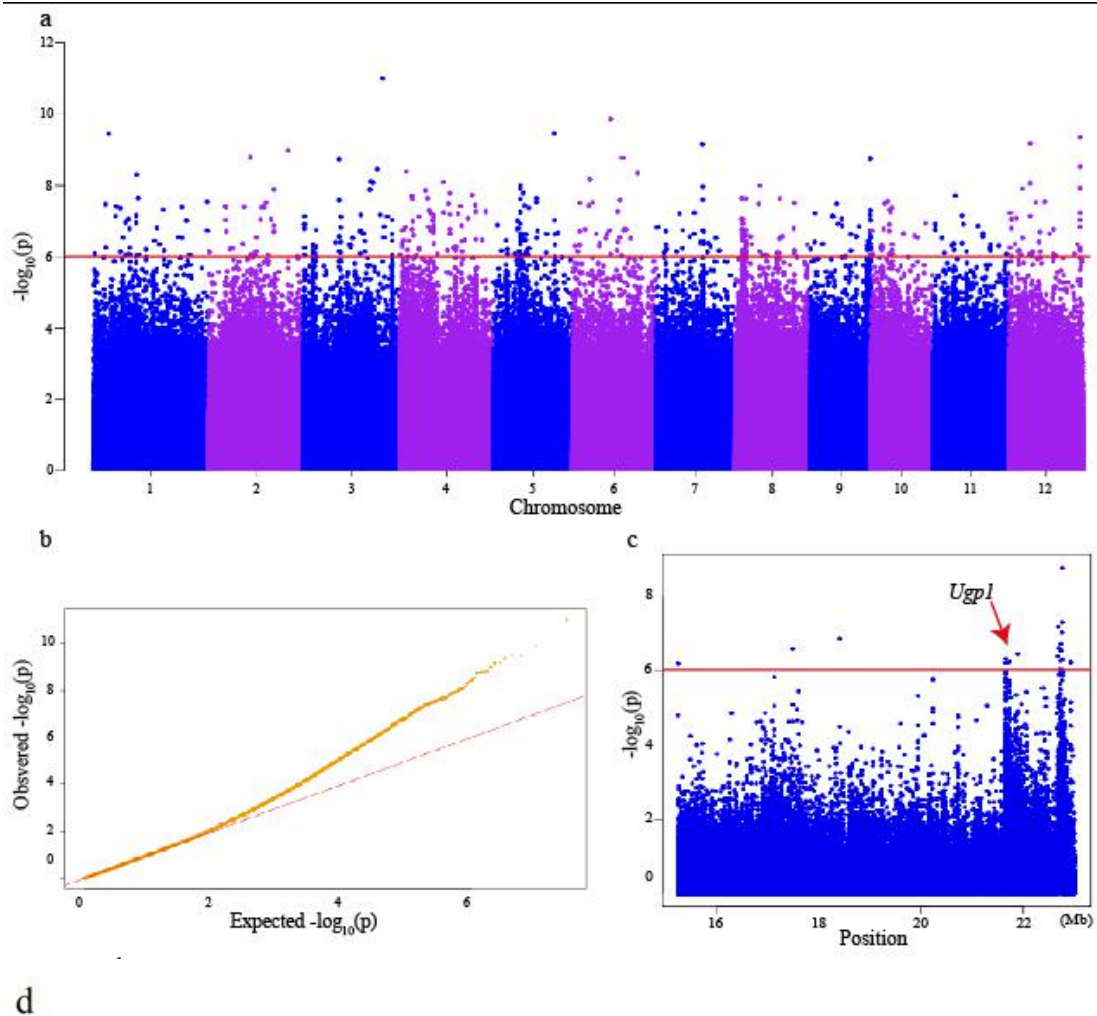 a
12
10
8
6
4
2
0
-log10(p)
1 2 3 4 5 6 7 8 9 10 11 12
Chromosome
b
10
8
6
4
2
0
Obsvered -log10(p)
0 2 4 6
Expected -log10(p)
c
Ugp1
8
6
4
2
0
-log10(p)
16 18 20 22 (Mb)
Position
d